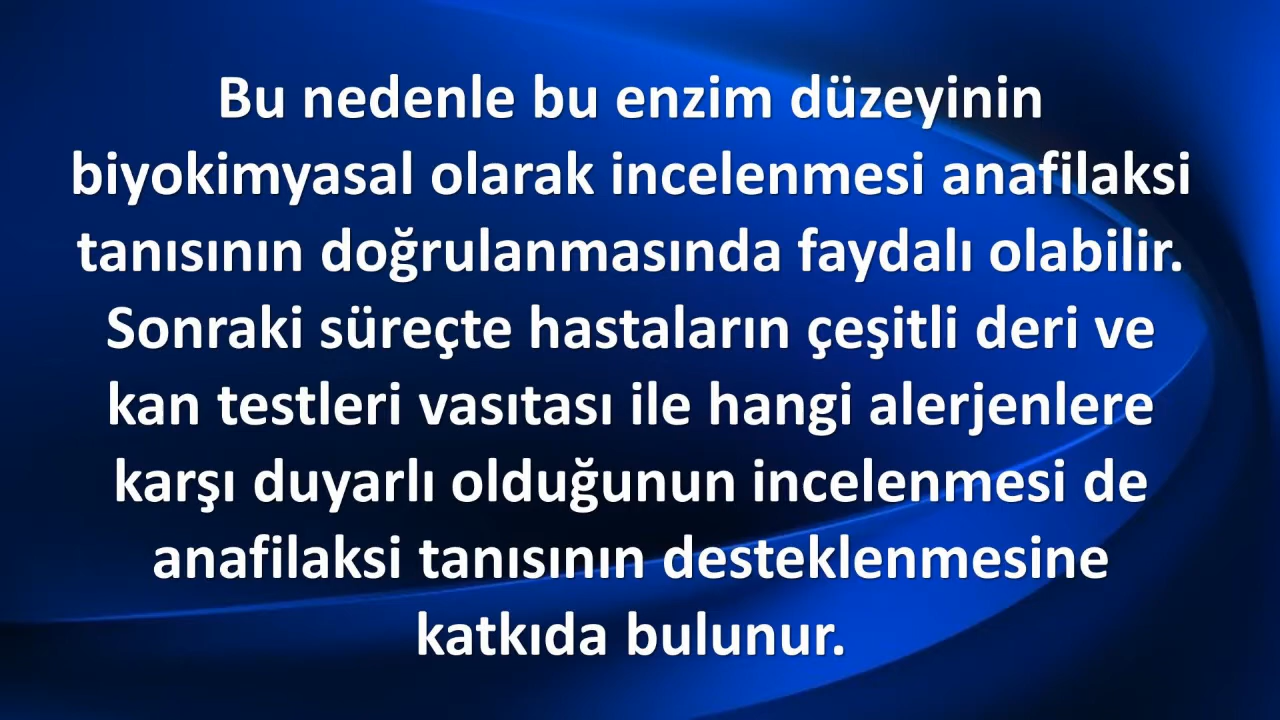 Bu nedenle bu enzim düzeyinin
biyokimyasal olarak incelenmesi anafilaksi
tanısının doğrulanmasında faydalı olabilir.
Sonraki süreçte hastaların çeşitli deri ve
kan testleri vasıtası ile hangi alerjenlere
karşı duyarlı olduğunun incelenmesi de
anafilaksi tanısının desteklenmesine
katkıda bulunur.